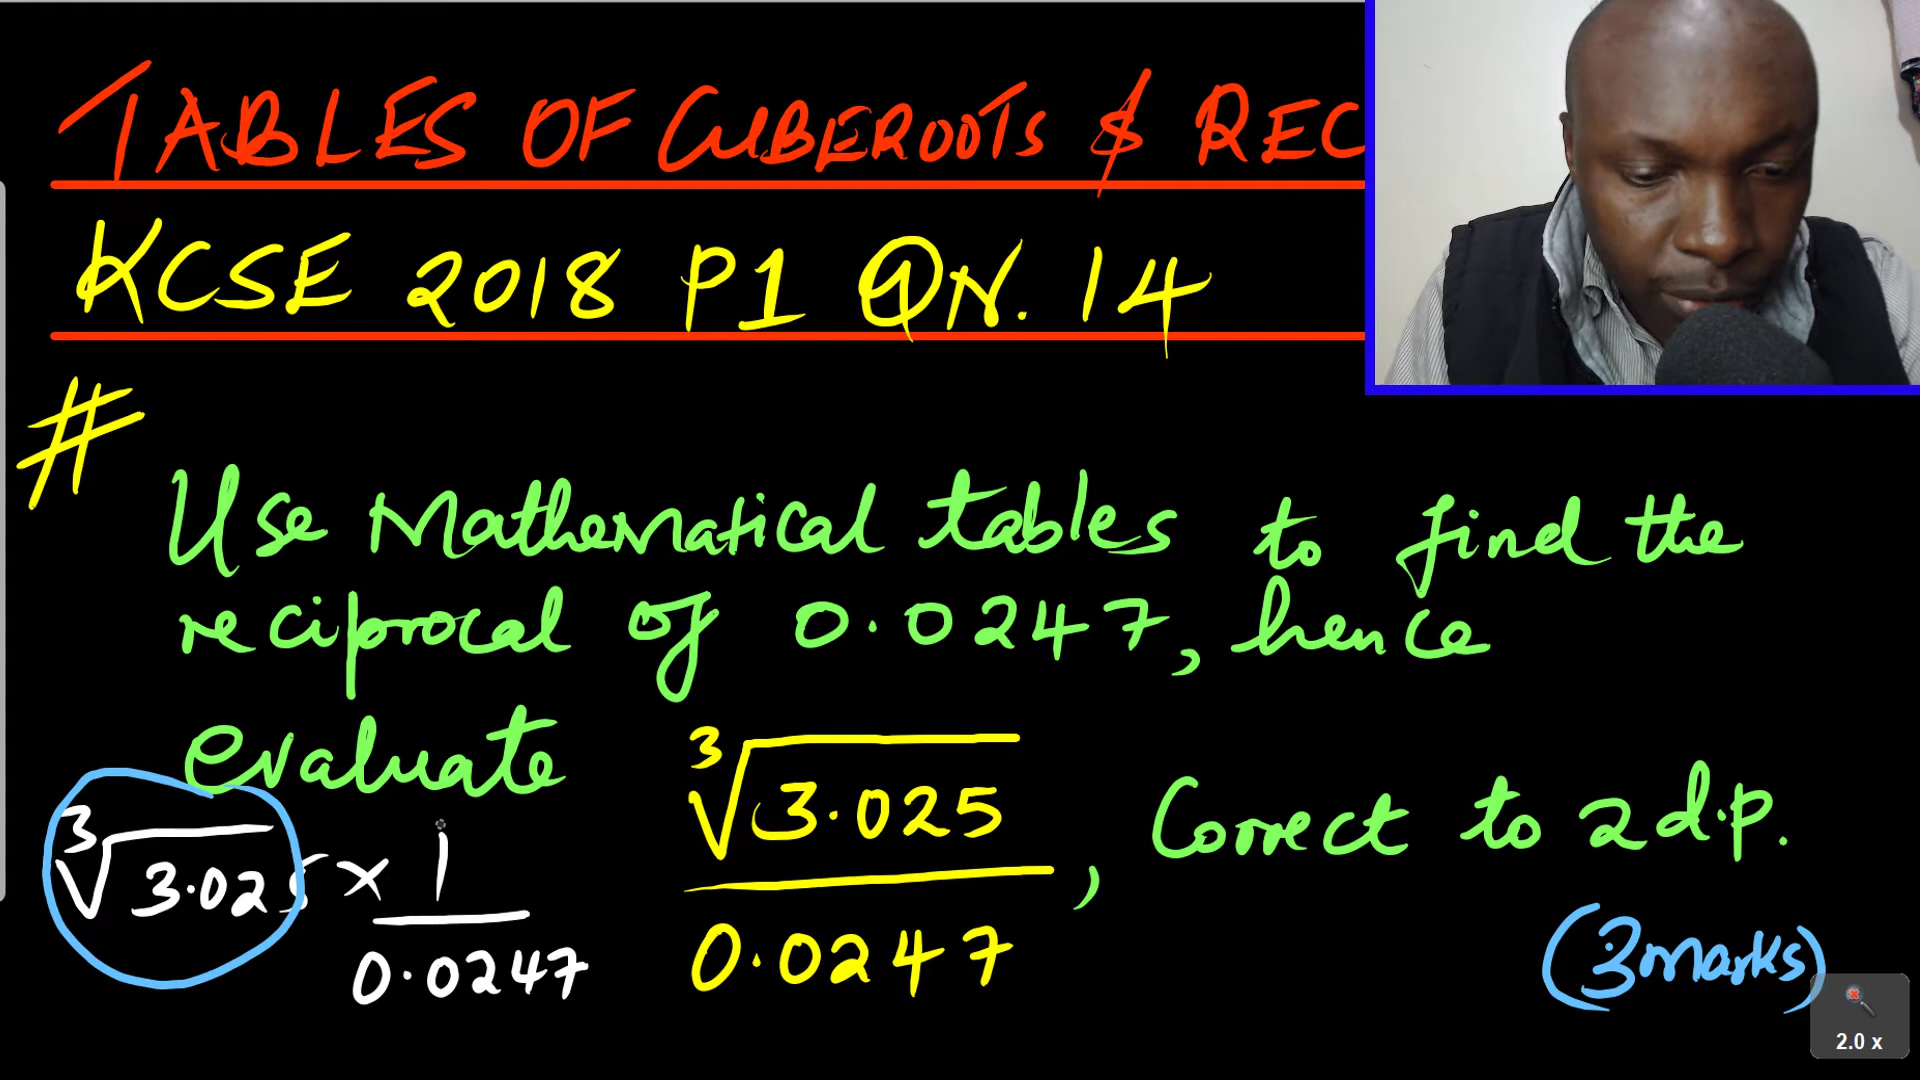 TABLES OF CUBEROOTS & REC
KCSE 2018 P1 QN. 14
#
Use Mathematical tables to find the
reciprocal of 0.0247, hence
evaluate ∛3.025 / 0.0247, Correct to 2 d.p.
∛3.025 × 1 / 0.0247
(3marks)
2.0 x